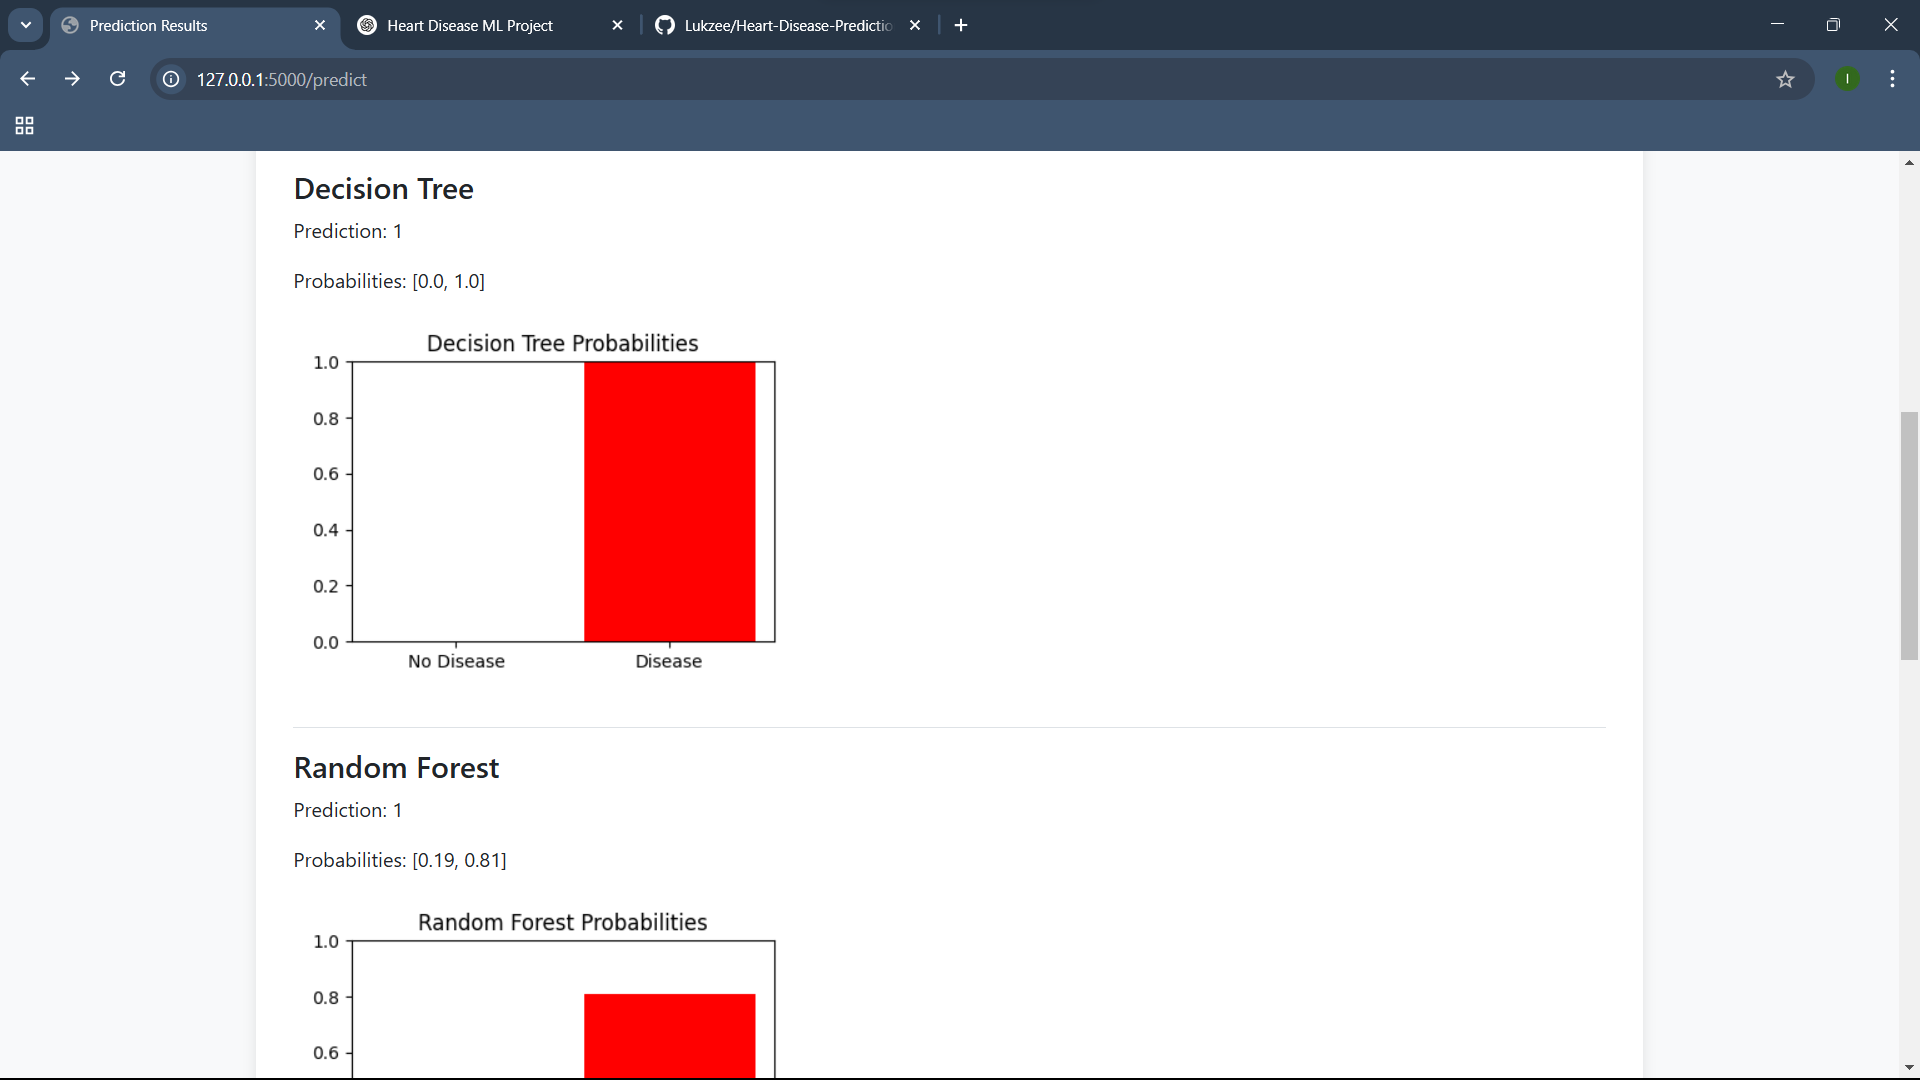 Prediction Results
Heart Disease ML Project
Lukzee/Heart-Disease-Predictio
127.0.0.1:5000/predict
I
Decision Tree
Prediction: 1
Probabilities: [0.0, 1.0]
Decision Tree Probabilities
1.0
0.8
0.6
0.4
0.2
0.0
No Disease
Disease
Random Forest
Prediction: 1
Probabilities: [0.19, 0.81]
Random Forest Probabilities
1.0
0.8
0.6